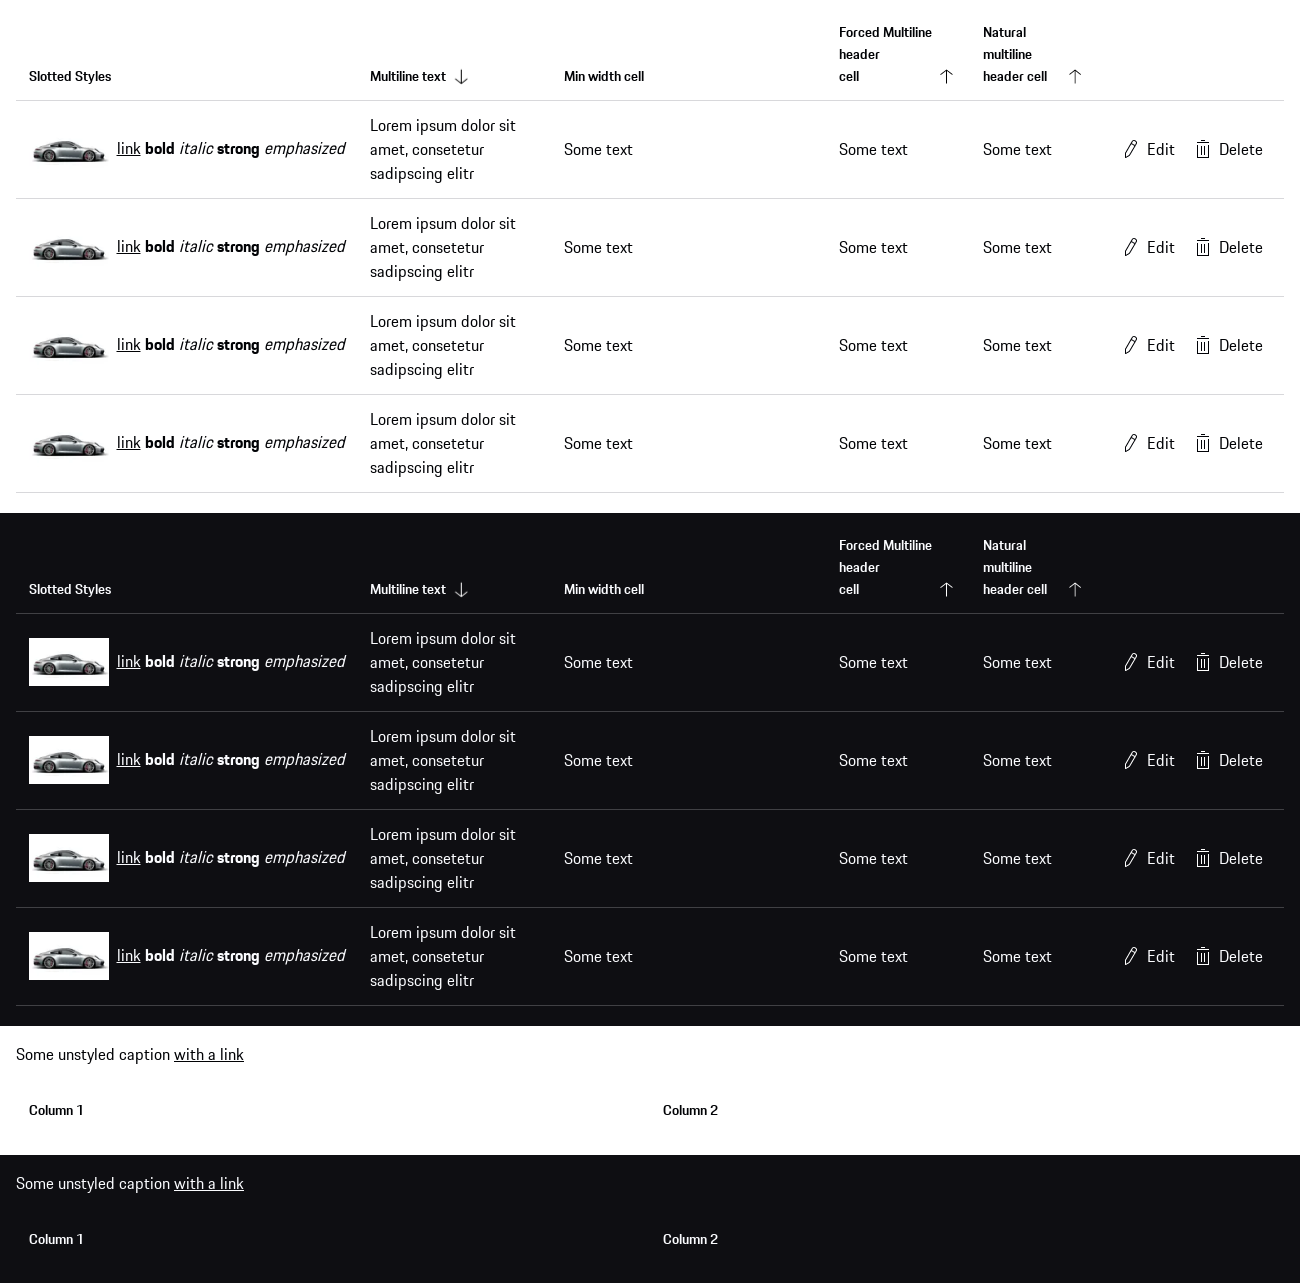 Slotted Styles Multiline text Min width cell Forced Multiline header cell Natural multiline header cell
link bold italic strong emphasized
Lorem ipsum dolor sit
amet, consetetur
sadipscing elitr
Some text Some text Some text Edit Delete
link bold italic strong emphasized
Lorem ipsum dolor sit
amet, consetetur
sadipscing elitr
Some text Some text Some text Edit Delete
link bold italic strong emphasized
Lorem ipsum dolor sit
amet, consetetur
sadipscing elitr
Some text Some text Some text Edit Delete
link bold italic strong emphasized
Lorem ipsum dolor sit
amet, consetetur
sadipscing elitr
Some text Some text Some text Edit Delete
Slotted Styles Multiline text Min width cell Forced Multiline header cell Natural multiline header cell
link bold italic strong emphasized
Lorem ipsum dolor sit
amet, consetetur
sadipscing elitr
Some text Some text Some text Edit Delete
link bold italic strong emphasized
Lorem ipsum dolor sit
amet, consetetur
sadipscing elitr
Some text Some text Some text Edit Delete
link bold italic strong emphasized
Lorem ipsum dolor sit
amet, consetetur
sadipscing elitr
Some text Some text Some text Edit Delete
link bold italic strong emphasized
Lorem ipsum dolor sit
amet, consetetur
sadipscing elitr
Some text Some text Some text Edit Delete
Some unstyled caption with a link
Column 1 Column 2
Some unstyled caption with a link
Column 1 Column 2